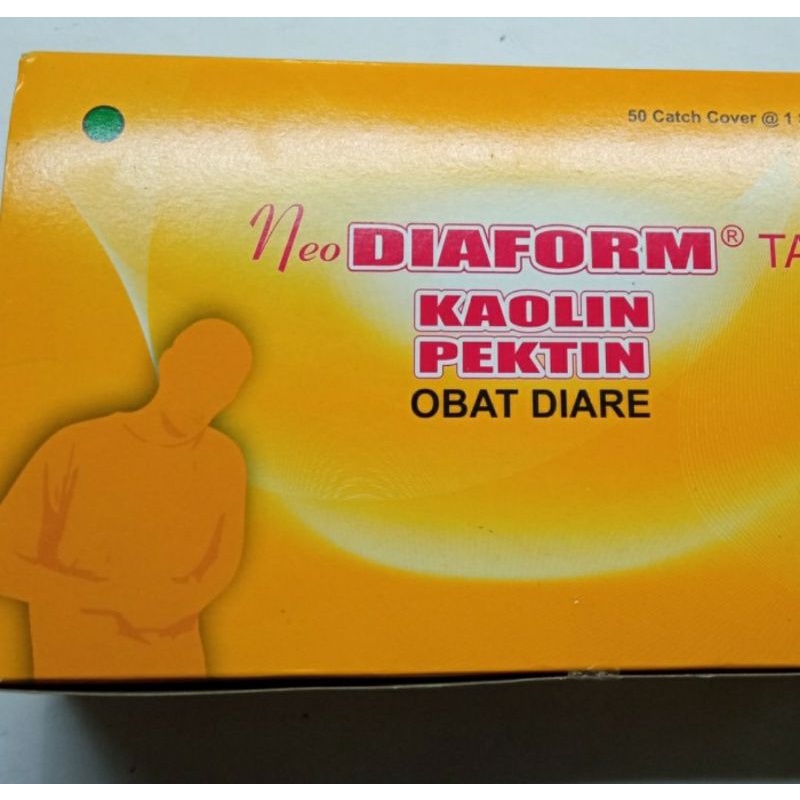 50 Catch Cover @ 1
Neo DIAFORM® TA
KAOLIN
PEKTIN
OBAT DIARE